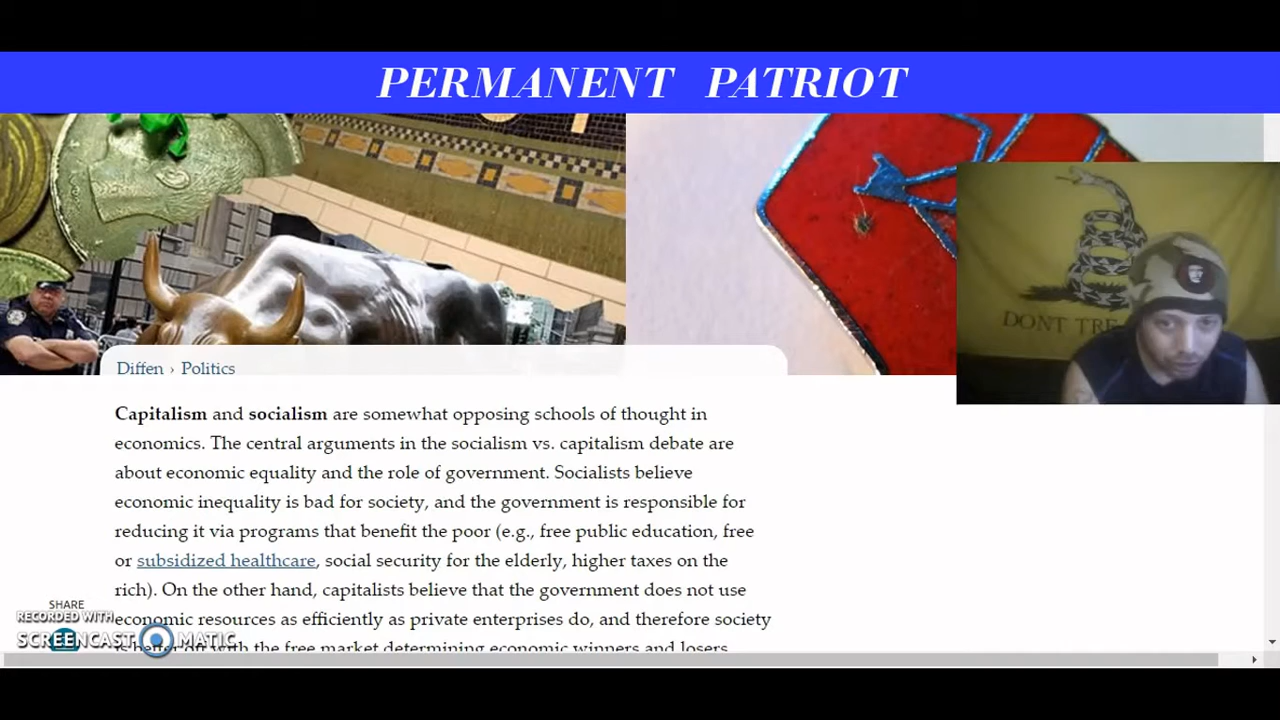 PERMANENT PATRIOT
DONT TRE
Diffen › Politics
Capitalism and socialism are somewhat opposing schools of thought in
economics. The central arguments in the socialism vs. capitalism debate are
about economic equality and the role of government. Socialists believe
economic inequality is bad for society, and the government is responsible for
reducing it via programs that benefit the poor (e.g., free public education, free
or subsidized healthcare, social security for the elderly, higher taxes on the
rich). On the other hand, capitalists believe that the government does not use
economic resources as efficiently as private enterprises do, and therefore society
is better off with the free market determining economic winners and losers
SHARE
RECORDED WITH
SCREENCAST MATIC